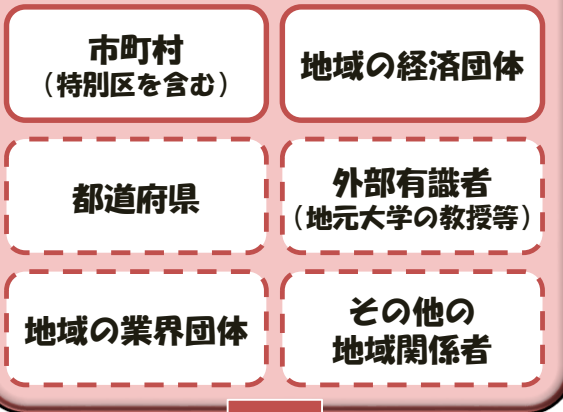 市町村
（特別区を含む）
地域の経済団体
都道府県
外部有識者
（地元大学の教授等）
地域の業界団体
その他の
地域関係者